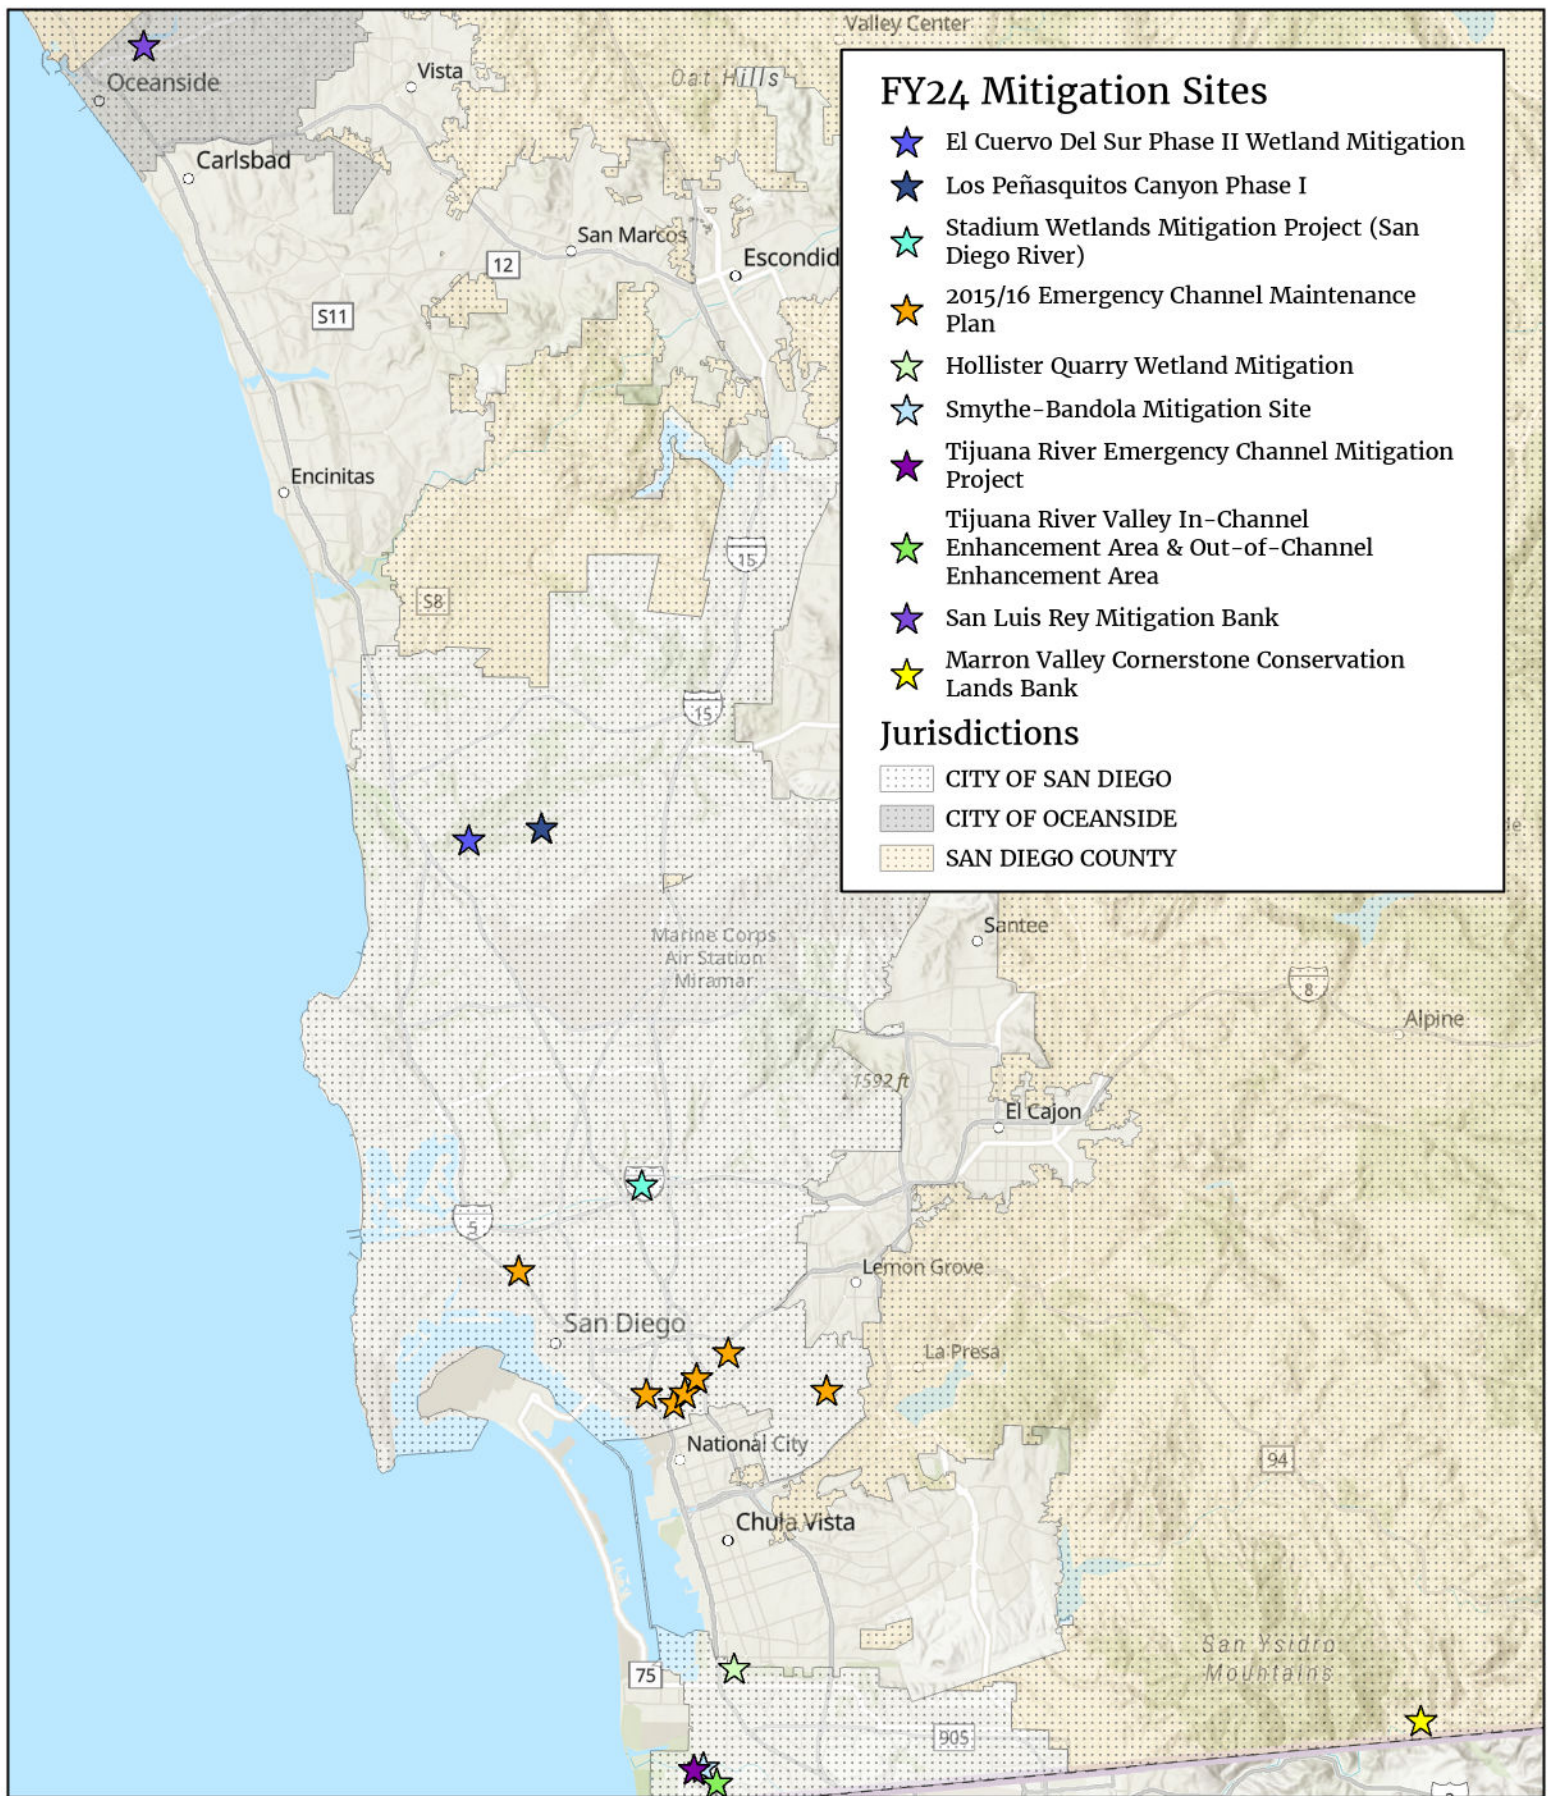 Valley Center
Oceanside
Vista
Oat Hills
Carlsbad
San Marcos
12
Escondid
S11
Encinitas
15
S8
15
Marine Corps
Air Station
Miramar
Santee
8
Alpine
1592 ft
El Cajon
5
Lemon Grove
San Diego
La Presa
National City
94
Chula Vista
San Ysidro
Mountains
75
905
FY24 Mitigation Sites
El Cuervo Del Sur Phase II Wetland Mitigation
Los Peñasquitos Canyon Phase I
Stadium Wetlands Mitigation Project (San
Diego River)
2015/16 Emergency Channel Maintenance
Plan
Hollister Quarry Wetland Mitigation
Smythe-Bandola Mitigation Site
Tijuana River Emergency Channel Mitigation
Project
Tijuana River Valley In-Channel
Enhancement Area & Out-of-Channel
Enhancement Area
San Luis Rey Mitigation Bank
Marron Valley Cornerstone Conservation
Lands Bank
Jurisdictions
CITY OF SAN DIEGO
CITY OF OCEANSIDE
SAN DIEGO COUNTY